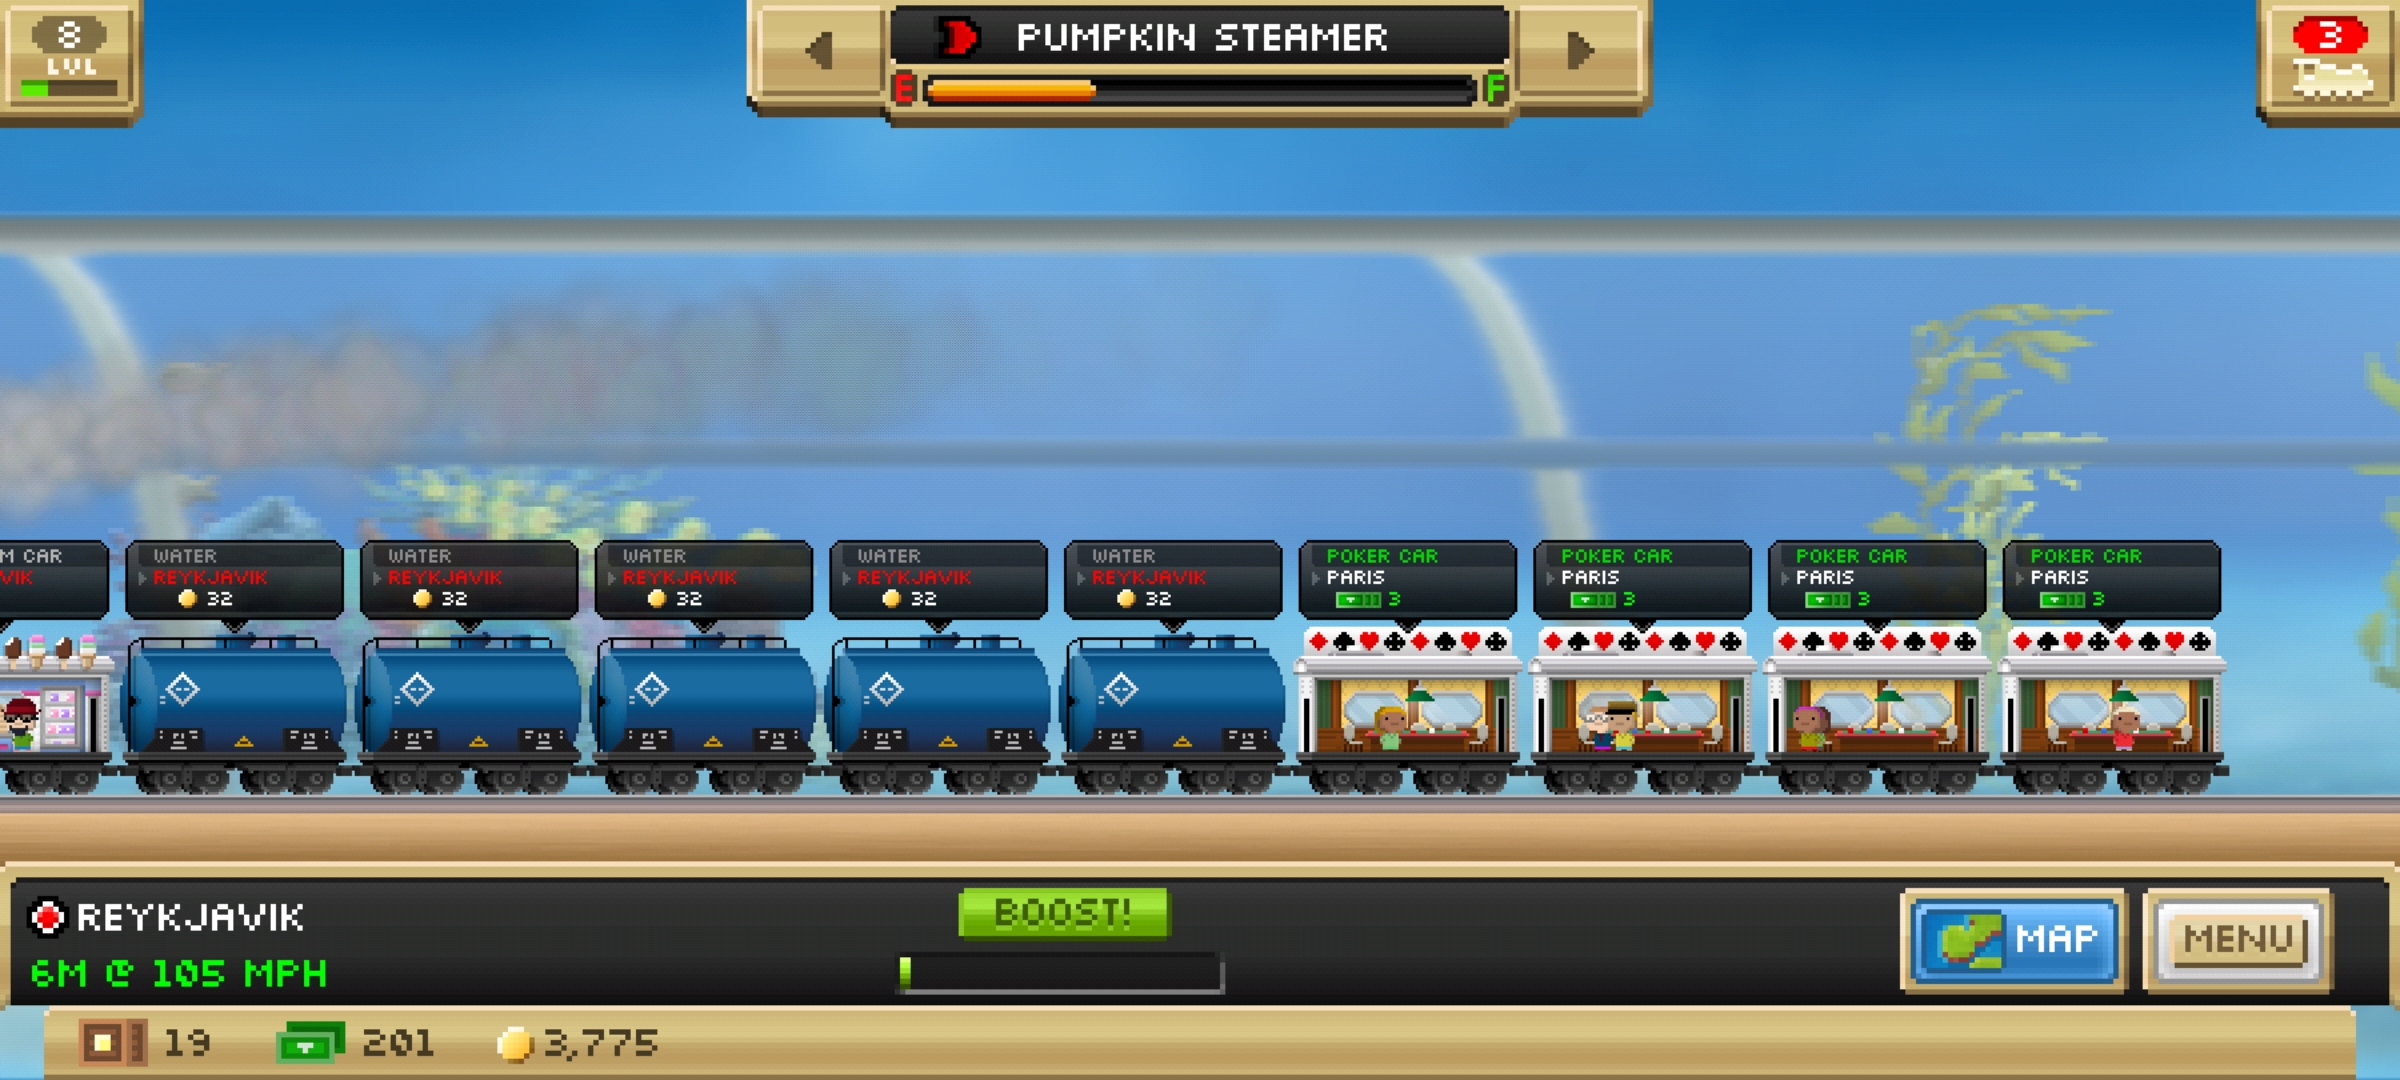 8
LVL
PUMPKIN STEAMER
E
F
3
M CAR
VIK
WATER
REYKJAVIK
32
WATER
REYKJAVIK
32
WATER
REYKJAVIK
32
WATER
REYKJAVIK
32
WATER
REYKJAVIK
32
POKER CAR
PARIS
3
POKER CAR
PARIS
3
POKER CAR
PARIS
3
POKER CAR
PARIS
3
REYKJAVIK
6M @ 105 MPH
BOOST!
MAP
MENU
19
201
3,775